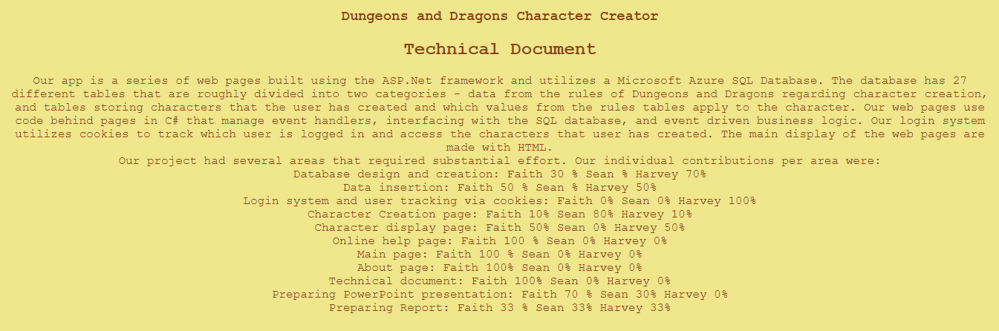 Dungeons and Dragons Character Creator
Technical Document
Our app is a series of web pages built using the ASP.Net framework and utilizes a Microsoft Azure SQL Database. The database has 27
different tables that are roughly divided into two categories - data from the rules of Dungeons and Dragons regarding character creation,
and tables storing characters that the user has created and which values from the rules tables apply to the character. Our web pages use
code behind pages in C# that manage event handlers, interfacing with the SQL database, and event driven business logic. Our login system
utilizes cookies to track which user is logged in and access the characters that user has created. The main display of the web pages are
made with HTML.
Our project had several areas that required substantial effort. Our individual contributions per area were:
Database design and creation: Faith 30 % Sean % Harvey 70%
Data insertion: Faith 50 % Sean % Harvey 50%
Login system and user tracking via cookies: Faith 0% Sean 0% Harvey 100%
Character Creation page: Faith 10% Sean 80% Harvey 10%
Character display page: Faith 50% Sean 0% Harvey 50%
Online help page: Faith 100 % Sean 0% Harvey 0%
Main page: Faith 100 % Sean 0% Harvey 0%
About page: Faith 100% Sean 0% Harvey 0%
Technical document: Faith 100% Sean 0% Harvey 0%
Preparing PowerPoint presentation: Faith 70 % Sean 30% Harvey 0%
Preparing Report: Faith 33 % Sean 33% Harvey 33%